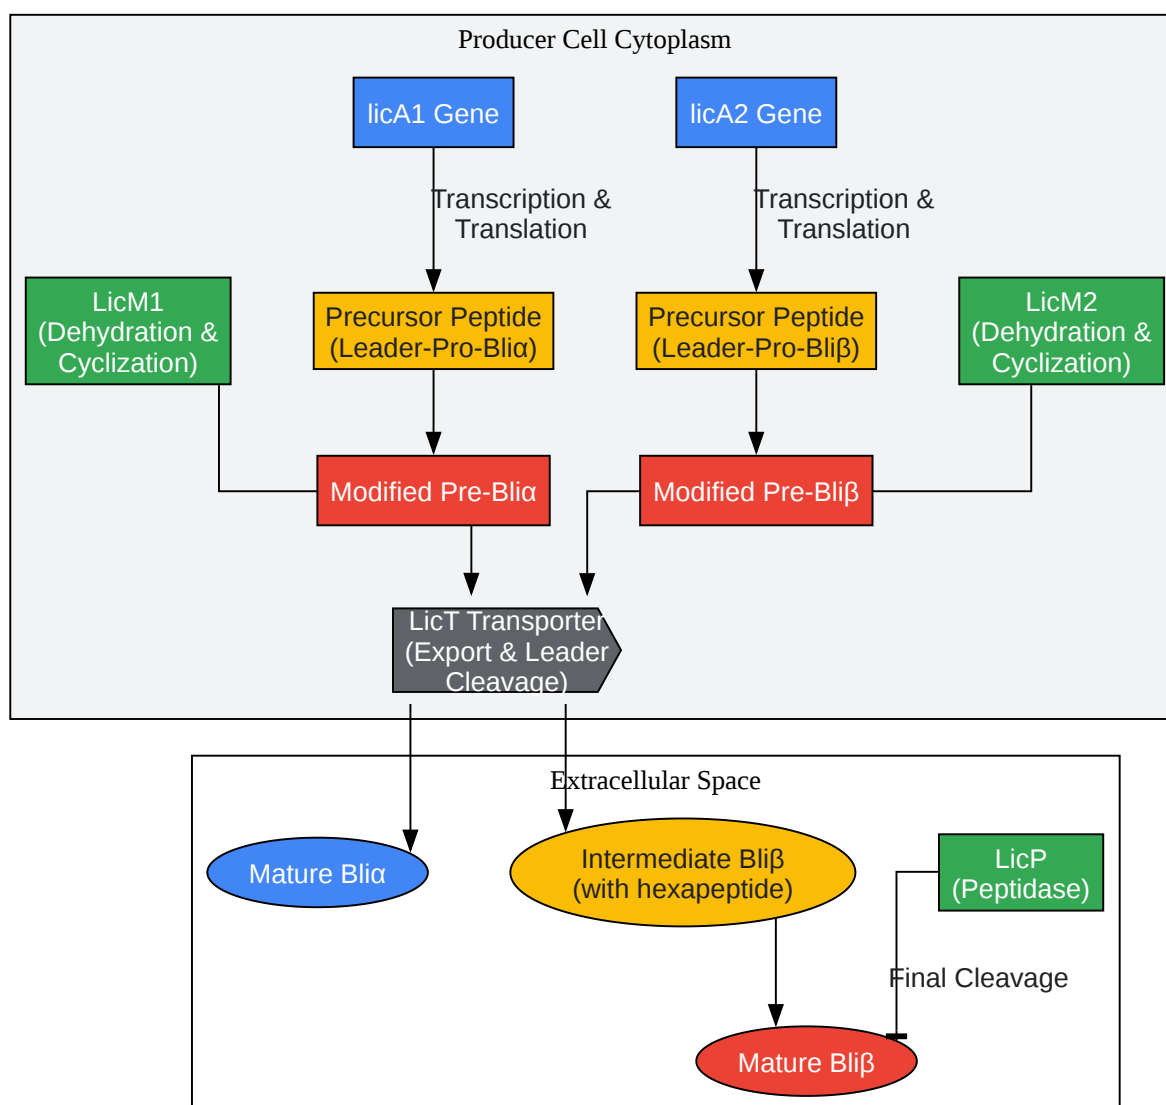 Producer Cell Cytoplasm
licA1 Gene
licA2 Gene
Transcription &
Translation
Transcription &
Translation
LicM1
(Dehydration &
Cyclization)
Precursor Peptide
(Leader-Pro-Bliα)
Precursor Peptide
(Leader-Pro-Bliβ)
LicM2
(Dehydration &
Cyclization)
Modified Pre-Bliα
Modified Pre-Bliβ
LicT Transporter
(Export & Leader
Cleavage)
Extracellular Space
Mature Bliα
Intermediate Bliβ
(with hexapeptide)
LicP
(Peptidase)
Final Cleavage
Mature Bliβ